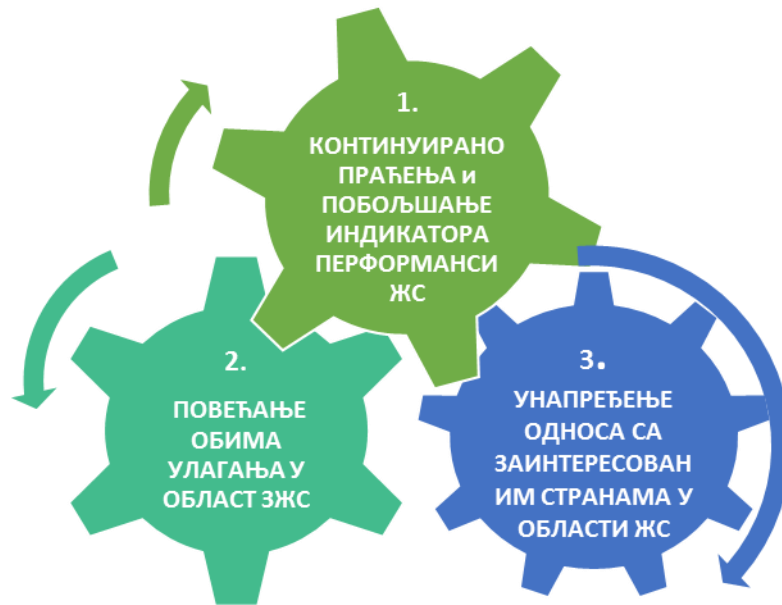 1.
КОНТИНУИРАНО
ПРАЋЕЊА и
ПОБОЉШАЊЕ
ИНДИКАТОРА
ПЕРФОРМАНСИ
ЖС
2.
ПОВЕЋАЊЕ
ОБИМА
УЛАГАЊА У
ОБЛАСТ ЗЖС
3.
УНАПРЕЂЕЊЕ
ОДНОСА СА
ЗАИНТЕРЕСОВАН
ИМ СТРАНАМА У
ОБЛАСТИ ЖС